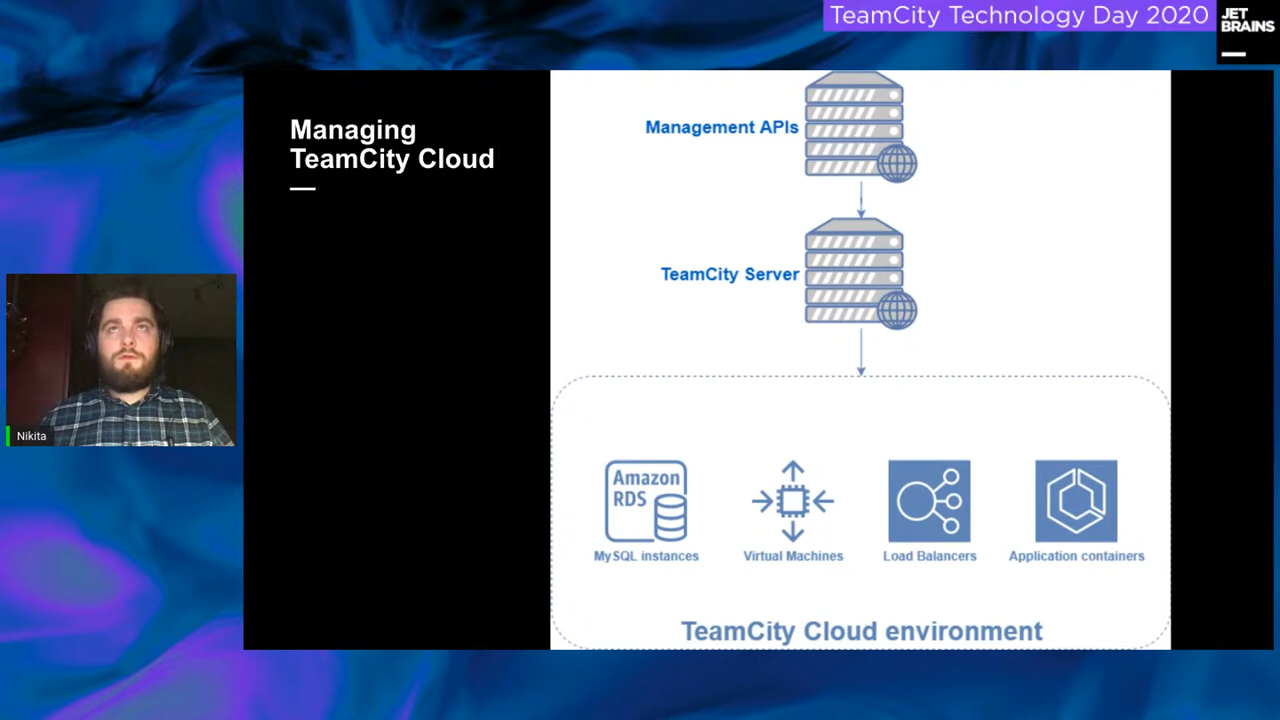 TeamCity Technology Day 2020
JET
BRAINS
Managing
TeamCity Cloud
Management APIs
TeamCity Server
Nikita
Amazon
RDS
MySQL instances
Virtual Machines
Load Balancers
Application containers
TeamCity Cloud environment